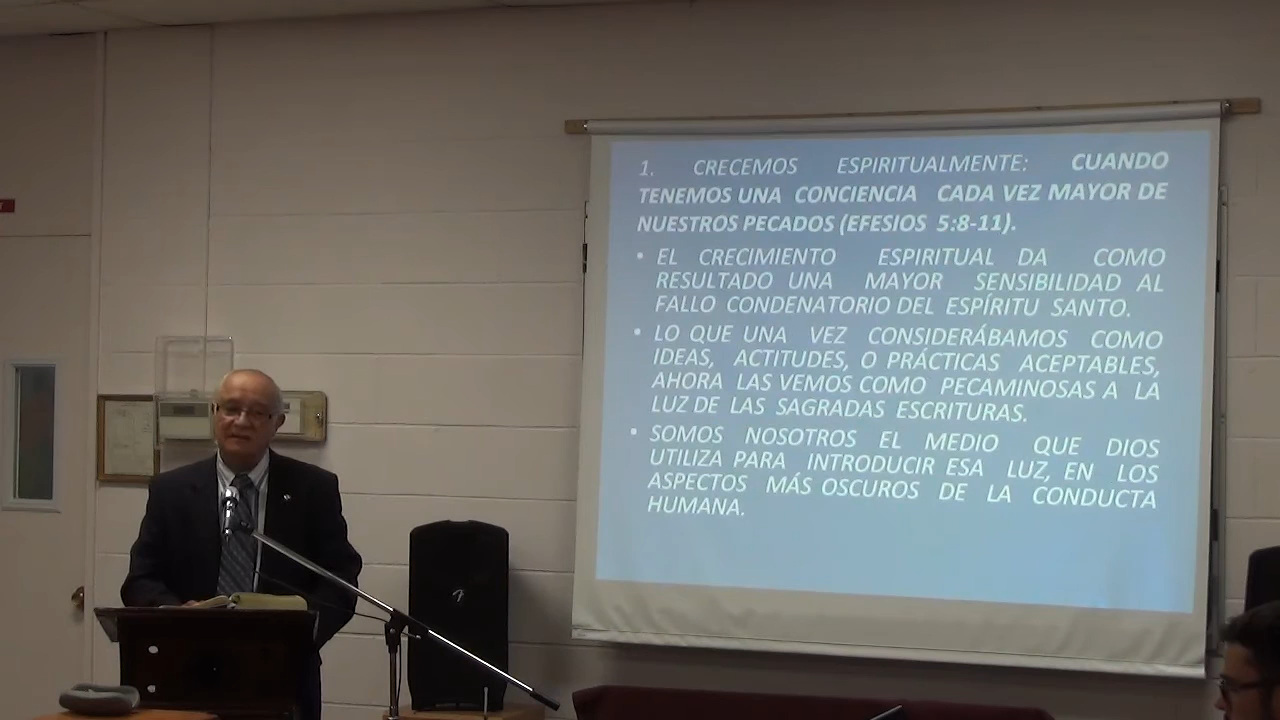 1. CRECEMOS ESPIRITUALMENTE: CUANDO
TENEMOS UNA CONCIENCIA CADA VEZ MAYOR DE
NUESTROS PECADOS (EFESIOS 5:8-11).
• EL CRECIMIENTO ESPIRITUAL DA COMO
RESULTADO UNA MAYOR SENSIBILIDAD AL
FALLO CONDENATORIO DEL ESPÍRITU SANTO.
• LO QUE UNA VEZ CONSIDERÁBAMOS COMO
IDEAS, ACTITUDES, O PRÁCTICAS ACEPTABLES,
AHORA LAS VEMOS COMO PECAMINOSAS A LA
LUZ DE LAS SAGRADAS ESCRITURAS.
• SOMOS NOSOTROS EL MEDIO QUE DIOS
UTILIZA PARA INTRODUCIR ESA LUZ, EN LOS
ASPECTOS MÁS OSCUROS DE LA CONDUCTA
HUMANA.